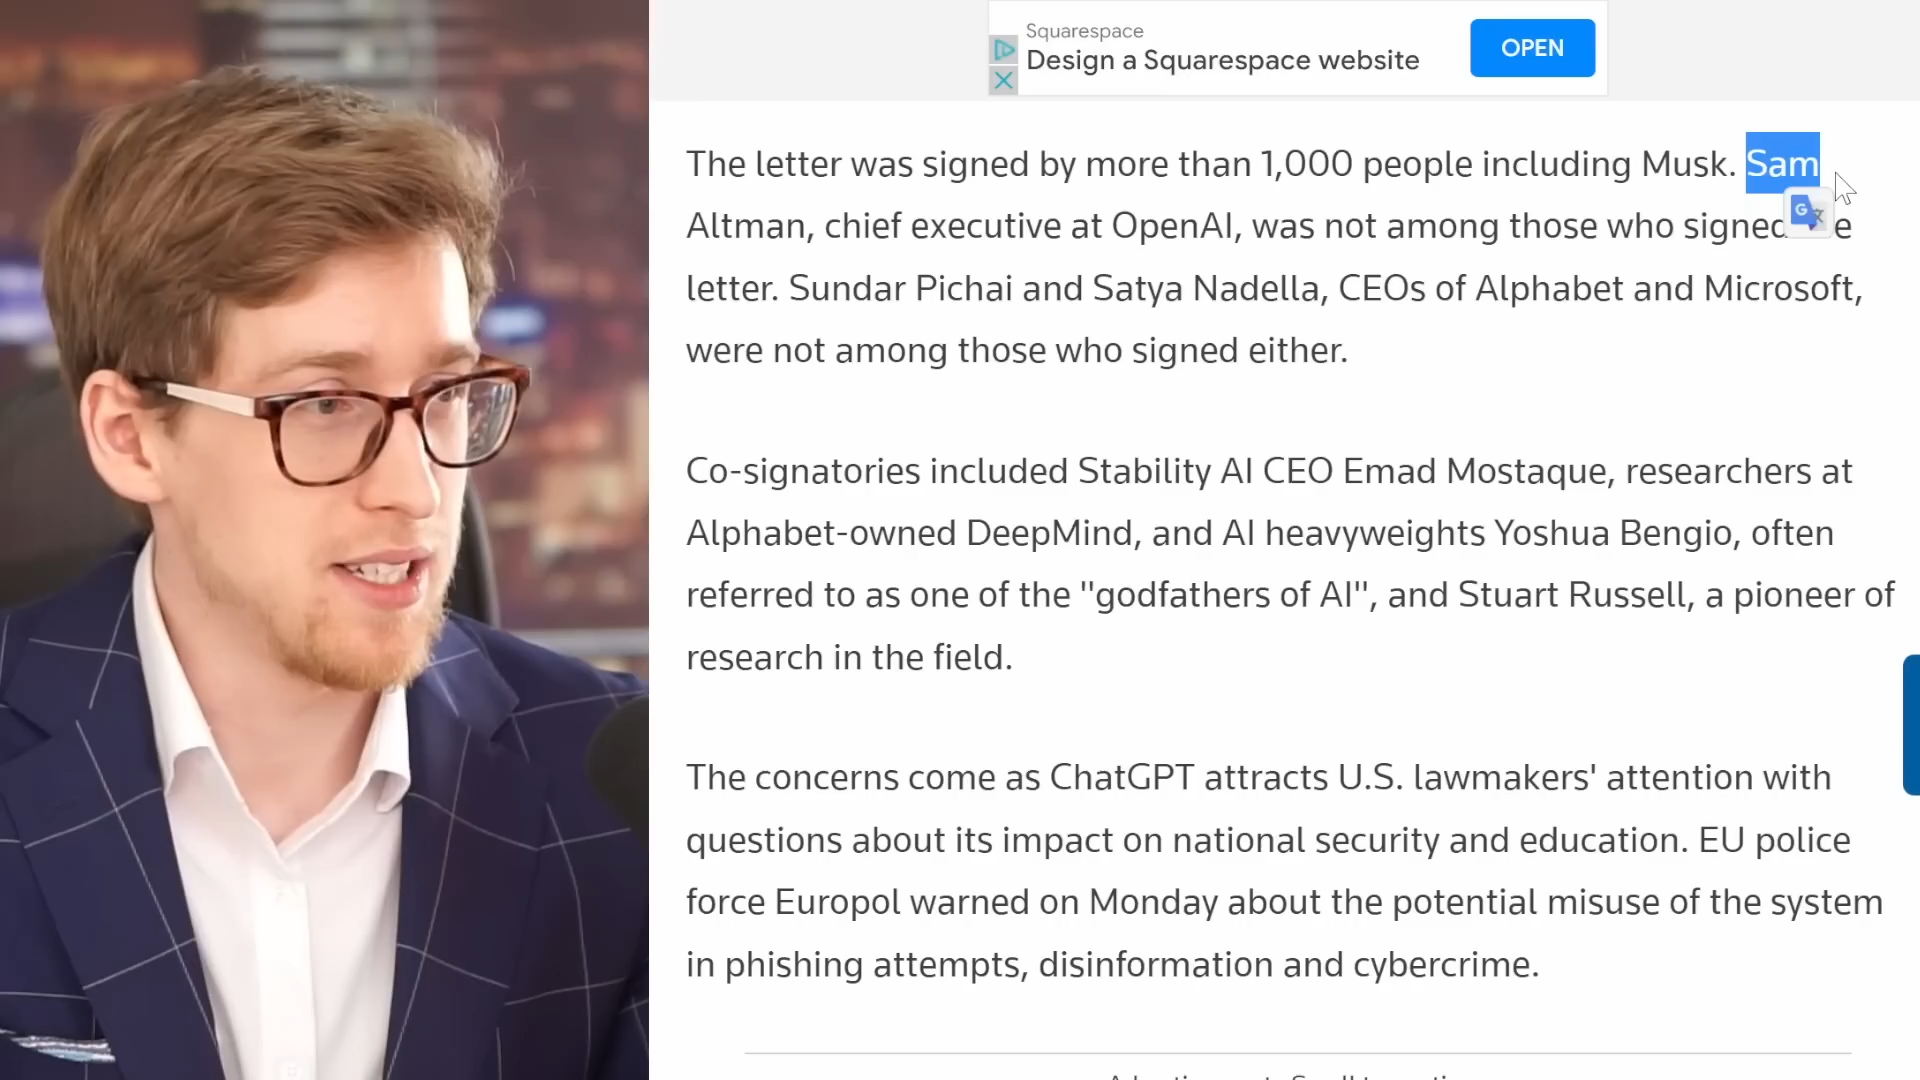 Squarespace
Design a Squarespace website
OPEN
The letter was signed by more than 1,000 people including Musk. Sam
Altman, chief executive at OpenAI, was not among those who signed e
letter. Sundar Pichai and Satya Nadella, CEOs of Alphabet and Microsoft,
were not among those who signed either.
Co-signatories included Stability AI CEO Emad Mostaque, researchers at
Alphabet-owned DeepMind, and AI heavyweights Yoshua Bengio, often
referred to as one of the "godfathers of AI", and Stuart Russell, a pioneer of
research in the field.
The concerns come as ChatGPT attracts U.S. lawmakers' attention with
questions about its impact on national security and education. EU police
force Europol warned on Monday about the potential misuse of the system
in phishing attempts, disinformation and cybercrime.